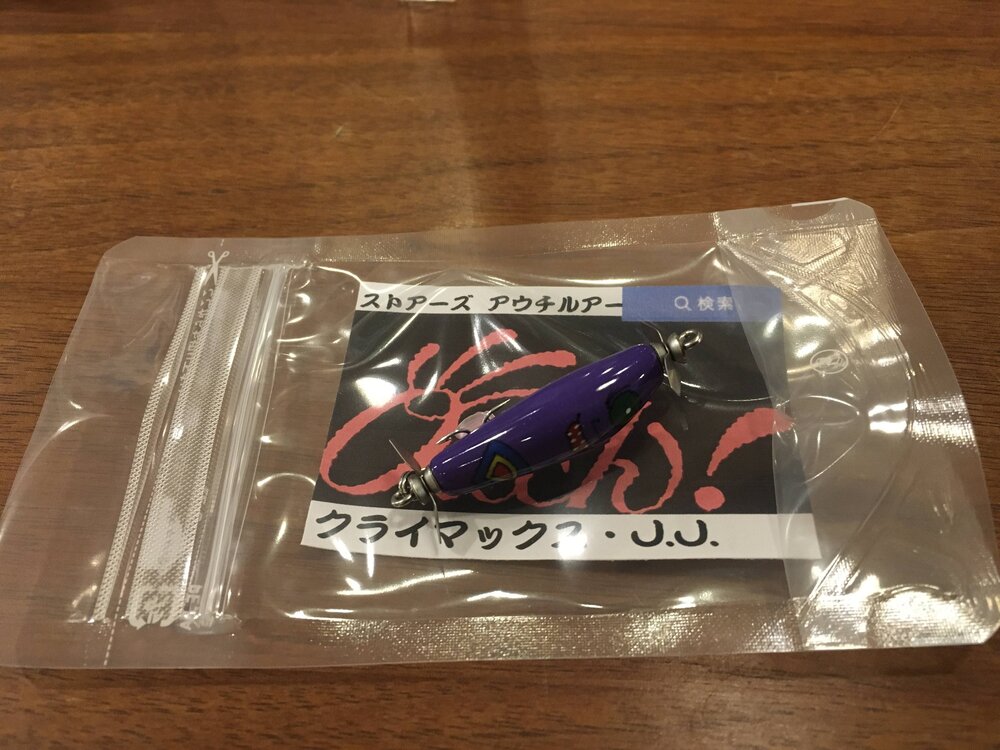 ストアーズ アウチルアー
検索
Ouch!
クライマックス・J.J.